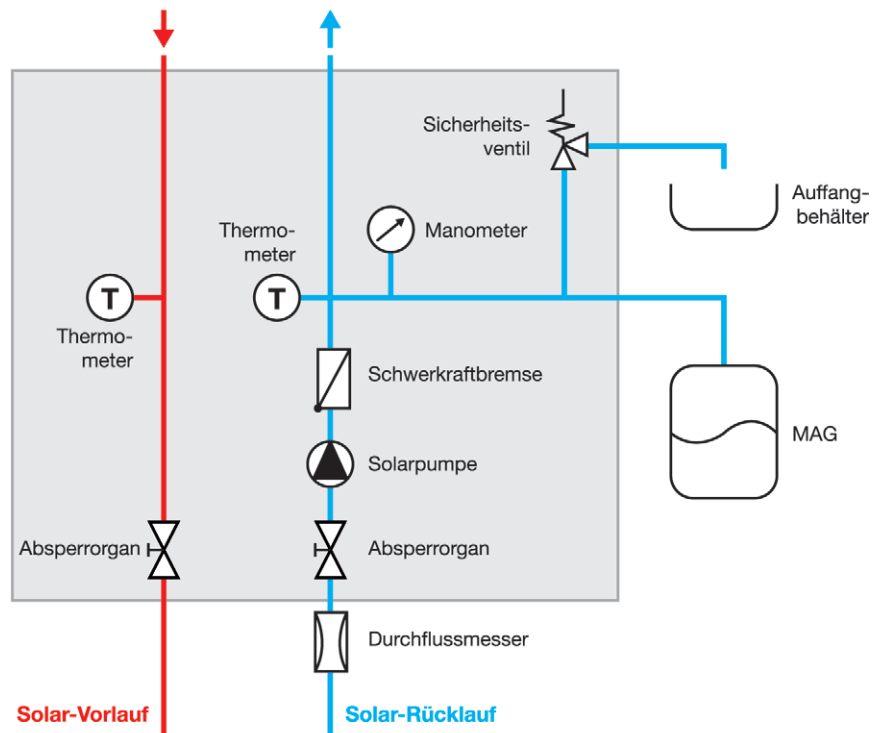 Sicherheits-
ventil
Auffang-
behälter
Thermo-
meter
Manometer
T
T
Thermo-
meter
Schwerkraftbremse
MAG
Solarpumpe
Absperrorgan
Absperrorgan
Durchflussmesser
Solar-Vorlauf
Solar-Rücklauf